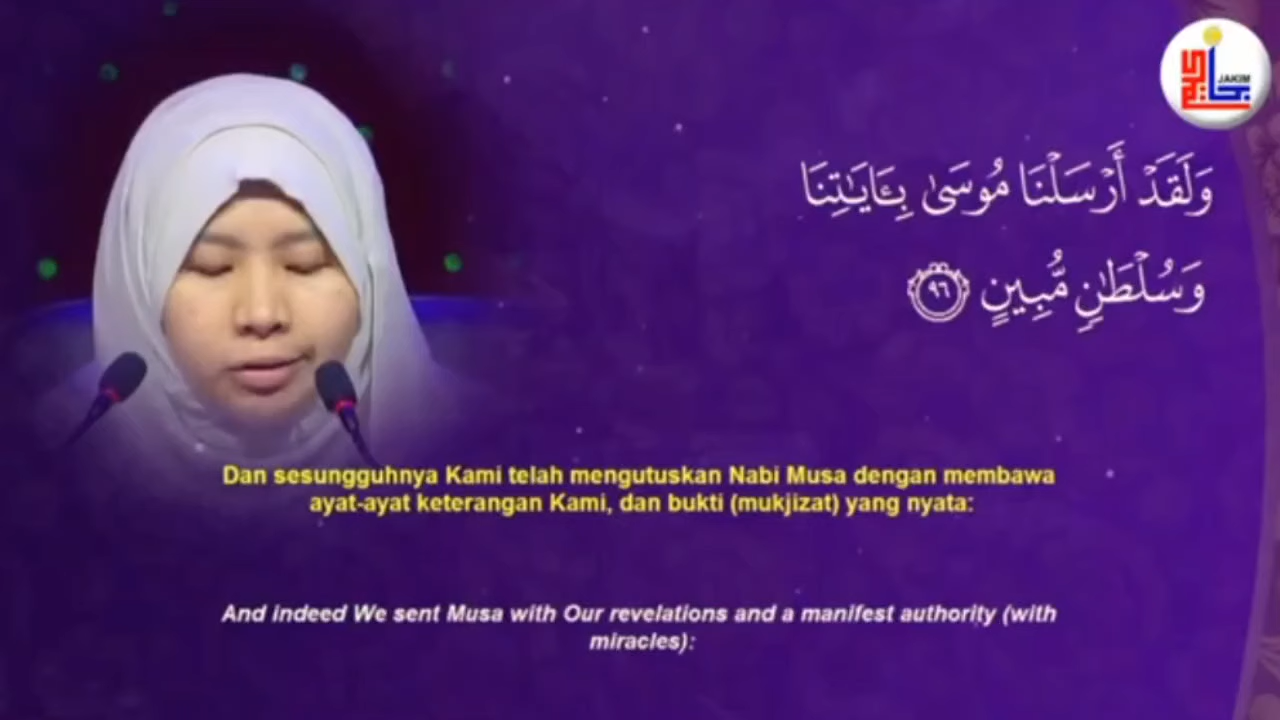 JAKIM
وَلَقَدْ أَرْسَلْنَا مُوسَىٰ بِـَٔايَـٰتِنَا
وَسُلْطَـٰنٍ مُّبِينٍ ٩٦
Dan sesungguhnya Kami telah mengutuskan Nabi Musa dengan membawa
ayat-ayat keterangan Kami, dan bukti (mukjizat) yang nyata:
And indeed We sent Musa with Our revelations and a manifest authority (with
miracles):